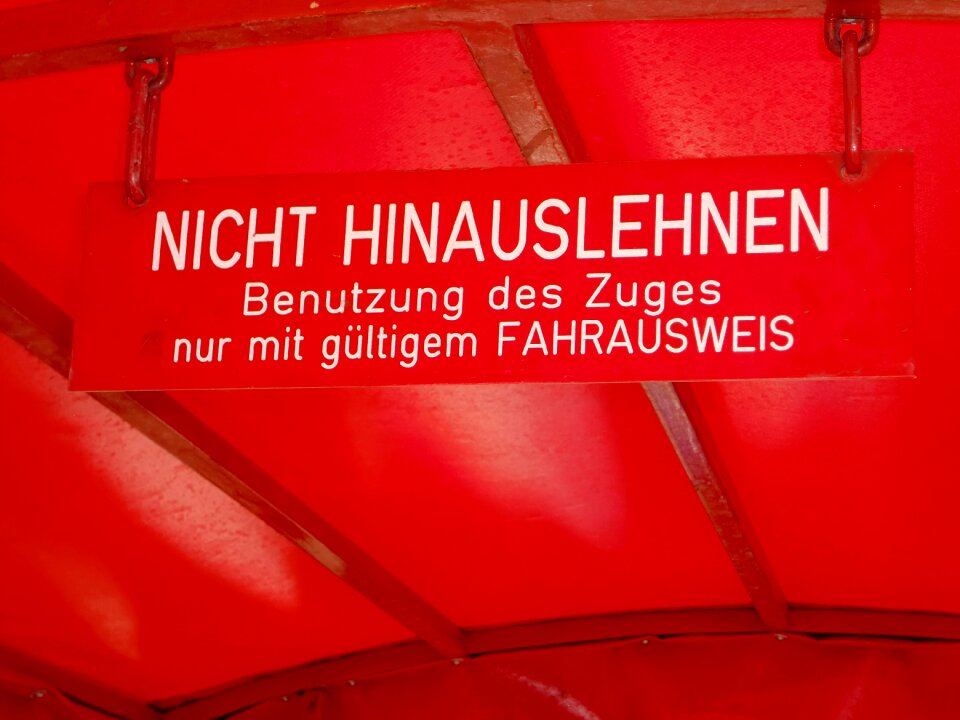 NICHT HINAUSLEHNEN
Benutzung des Zuges
nur mit gültigem FAHRAUSWEIS